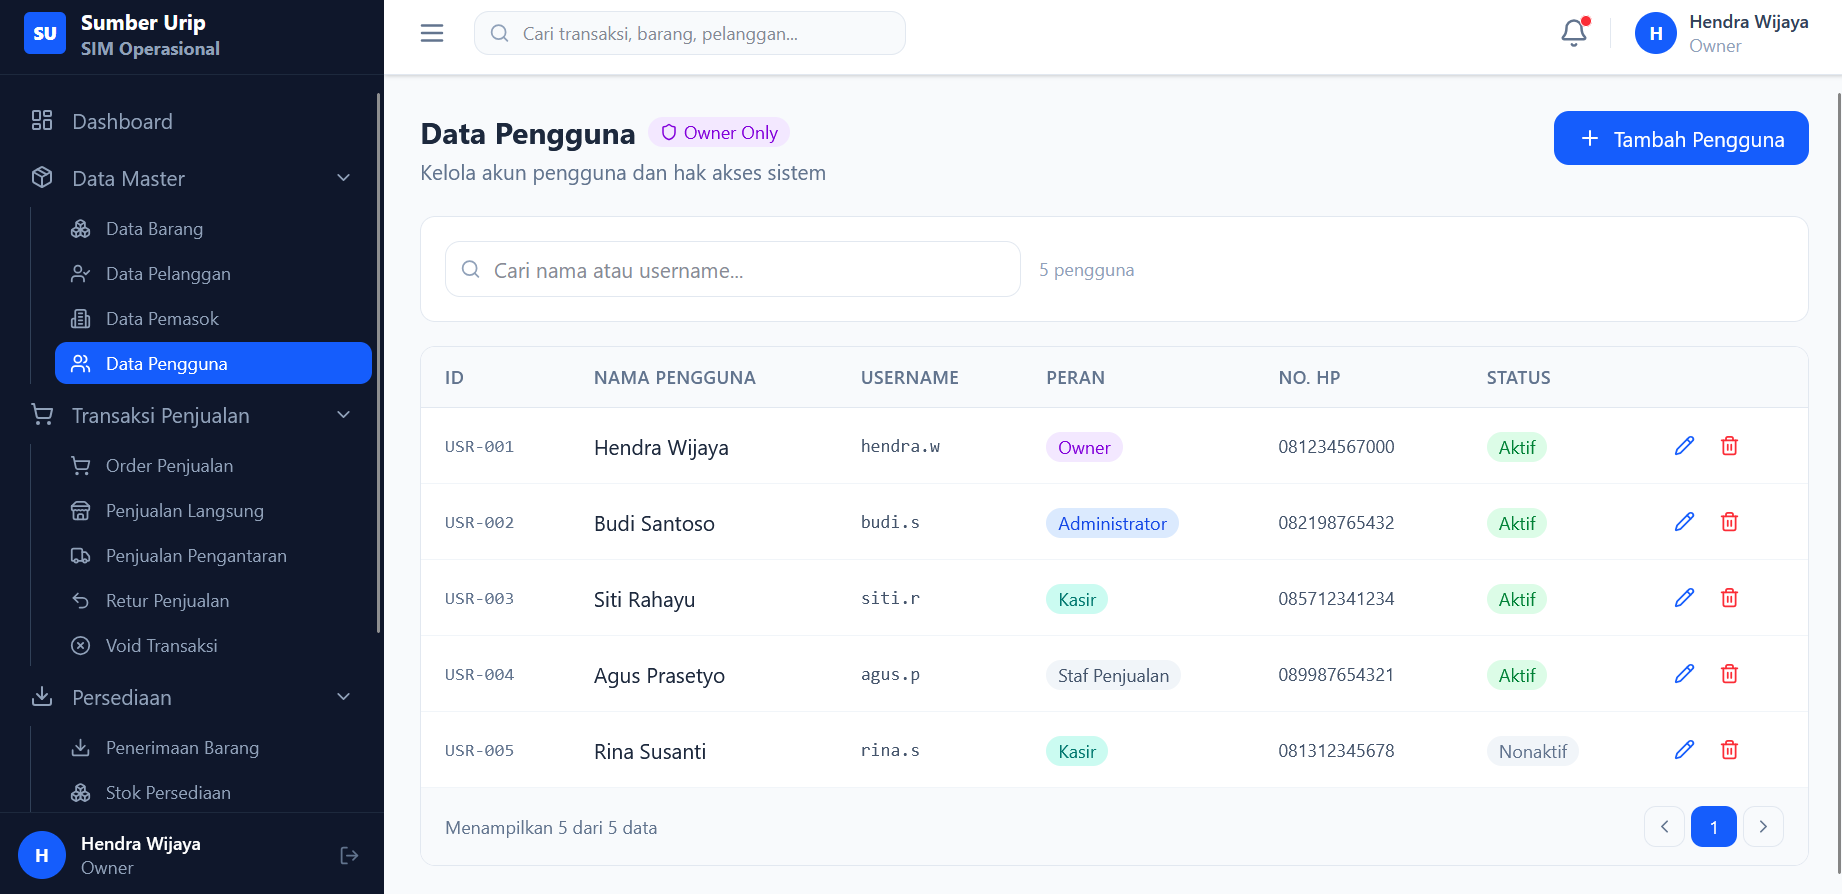 SU
Sumber Urip
SIM Operasional
Dashboard
Data Master
Data Barang
Data Pelanggan
Data Pemasok
Data Pengguna
Transaksi Penjualan
Order Penjualan
Penjualan Langsung
Penjualan Pengantaran
Retur Penjualan
Void Transaksi
Persediaan
Penerimaan Barang
Stok Persediaan
H
Hendra Wijaya
Owner
Cari transaksi, barang, pelanggan...
H
Hendra Wijaya
Owner
Data Pengguna
Owner Only
Kelola akun pengguna dan hak akses sistem
Tambah Pengguna
Cari nama atau username...
5 pengguna
ID NAMA PENGGUNA USERNAME PERAN NO. HP STATUS
USR-001 Hendra Wijaya hendra.w Owner 081234567000 Aktif
USR-002 Budi Santoso budi.s Administrator 082198765432 Aktif
USR-003 Siti Rahayu siti.r Kasir 085712341234 Aktif
USR-004 Agus Prasetyo agus.p Staf Penjualan 089987654321 Aktif
USR-005 Rina Susanti rina.s Kasir 081312345678 Nonaktif
Menampilkan 5 dari 5 data
1